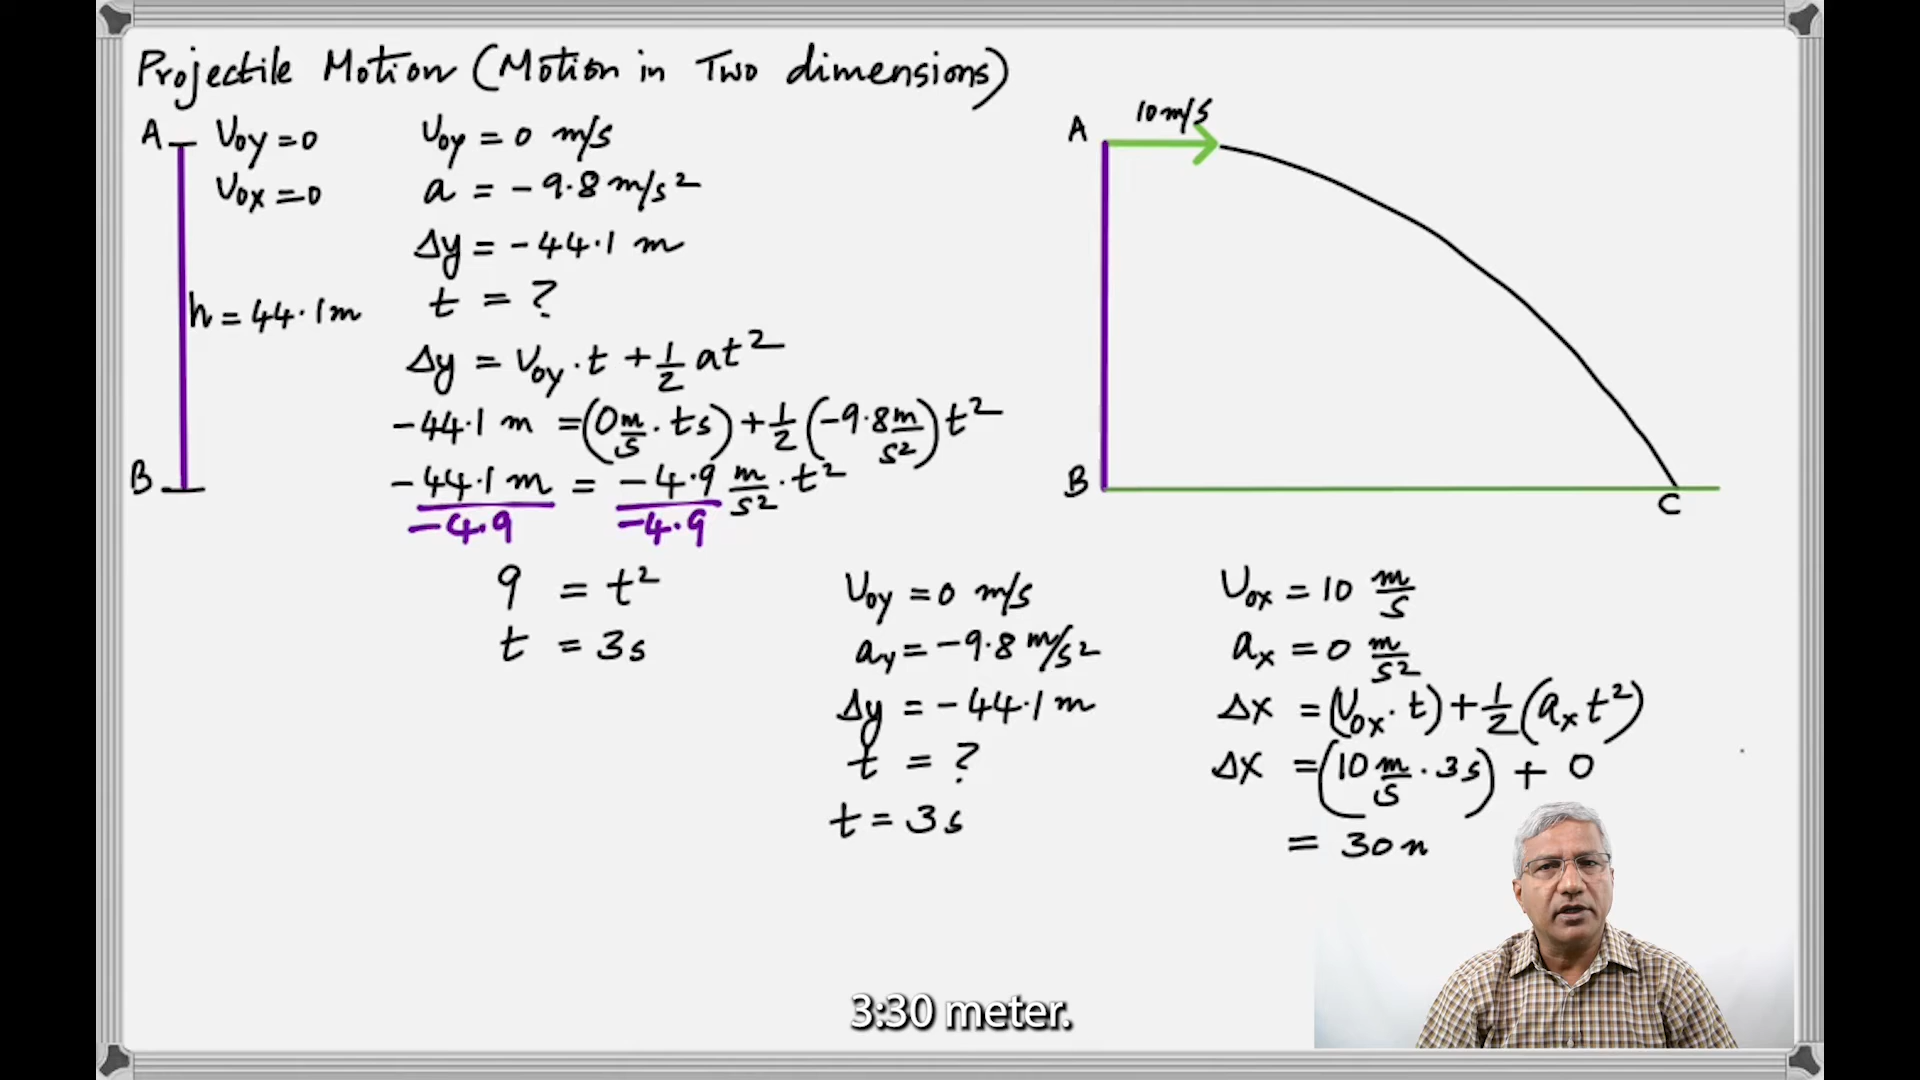 Projectile Motion (Motion in Two dimensions)
A
Voy = 0
Vox = 0
h = 44.1m
B
Voy = 0 m/s
a = -9.8 m/s²
Δy = -44.1 m
t = ?
Δy = Voy · t + 1/2 at²
-44.1 m = (0 m/s · ts) + 1/2 (-9.8 m/s²) t²
-44.1 m / -4.9 = -4.9 / -4.9 m/s² · t²
9 = t²
t = 3s
A
10 m/s
B
C
Voy = 0 m/s
ay = -9.8 m/s²
Δy = -44.1 m
t = ?
t = 3s
Vox = 10 m/s
ax = 0 m/s²
Δx = (Vox · t) + 1/2 (ax t²)
Δx = (10 m/s · 3s) + 0
= 30 n
3:30 meter.